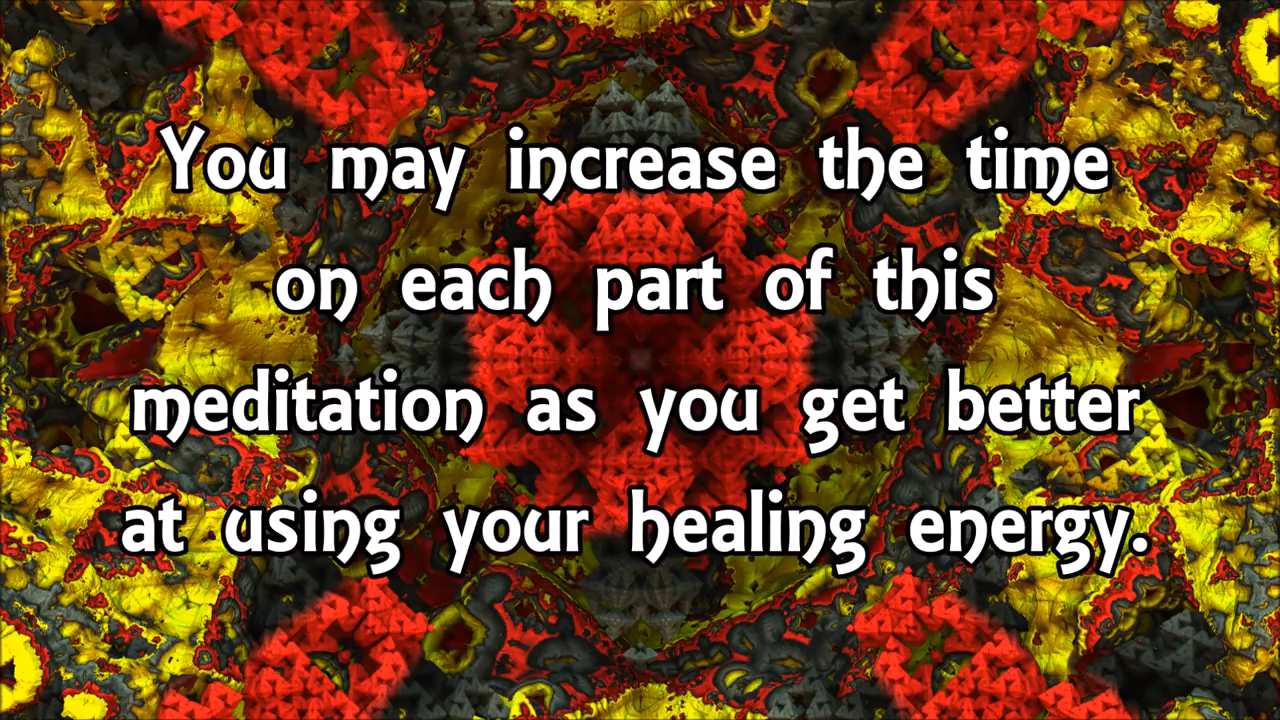 You may increase the time
on each part of this
meditation as you get better
at using your healing energy.